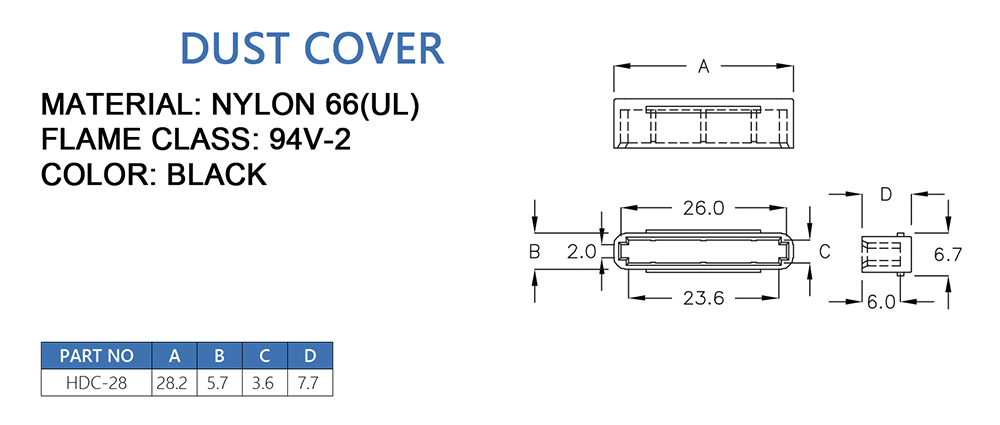 DUST COVER
MATERIAL: NYLON 66(UL)
FLAME CLASS: 94V-2
COLOR: BLACK
A
26.0
D
B
2.0
C
6.7
23.6
6.0
PART NO A B C D
HDC-28 28.2 5.7 3.6 7.7